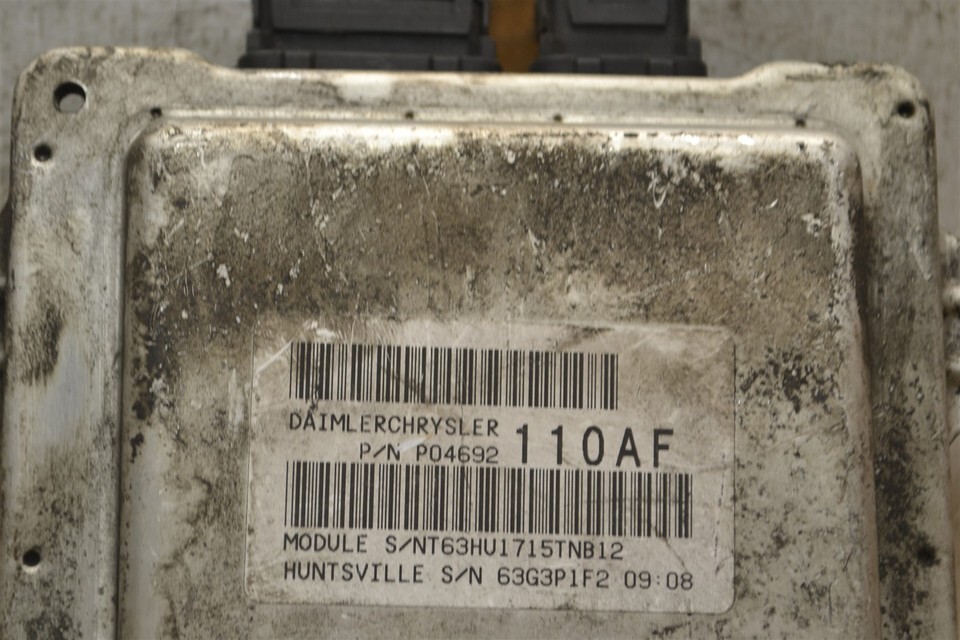 DAIMLERCHRYSLER
P/N P04692 110AF
MODULE S/NT63HU1715TNB12
HUNTSVILLE S/N 63G3P1F2 09:08